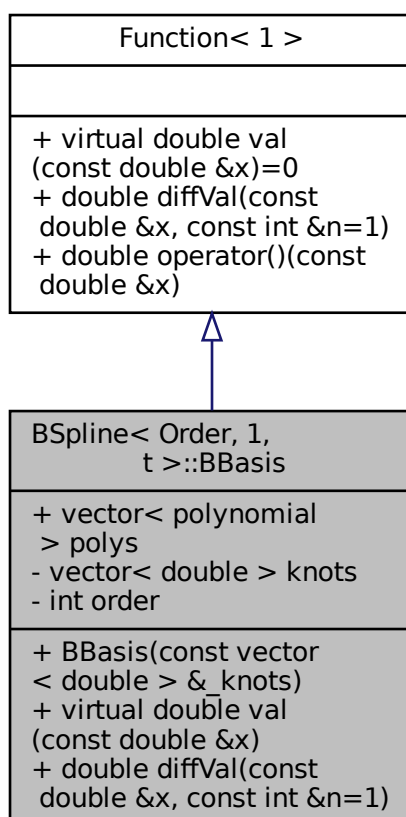 Function< 1 >
+ virtual double val
(const double &x)=0
+ double diffVal(const
double &x, const int &n=1)
+ double operator()(const
double &x)
BSpline< Order, 1,
t >::BBasis
+ vector< polynomial
> polys
- vector< double > knots
- int order
+ BBasis(const vector
< double > &_knots)
+ virtual double val
(const double &x)
+ double diffVal(const
double &x, const int &n=1)